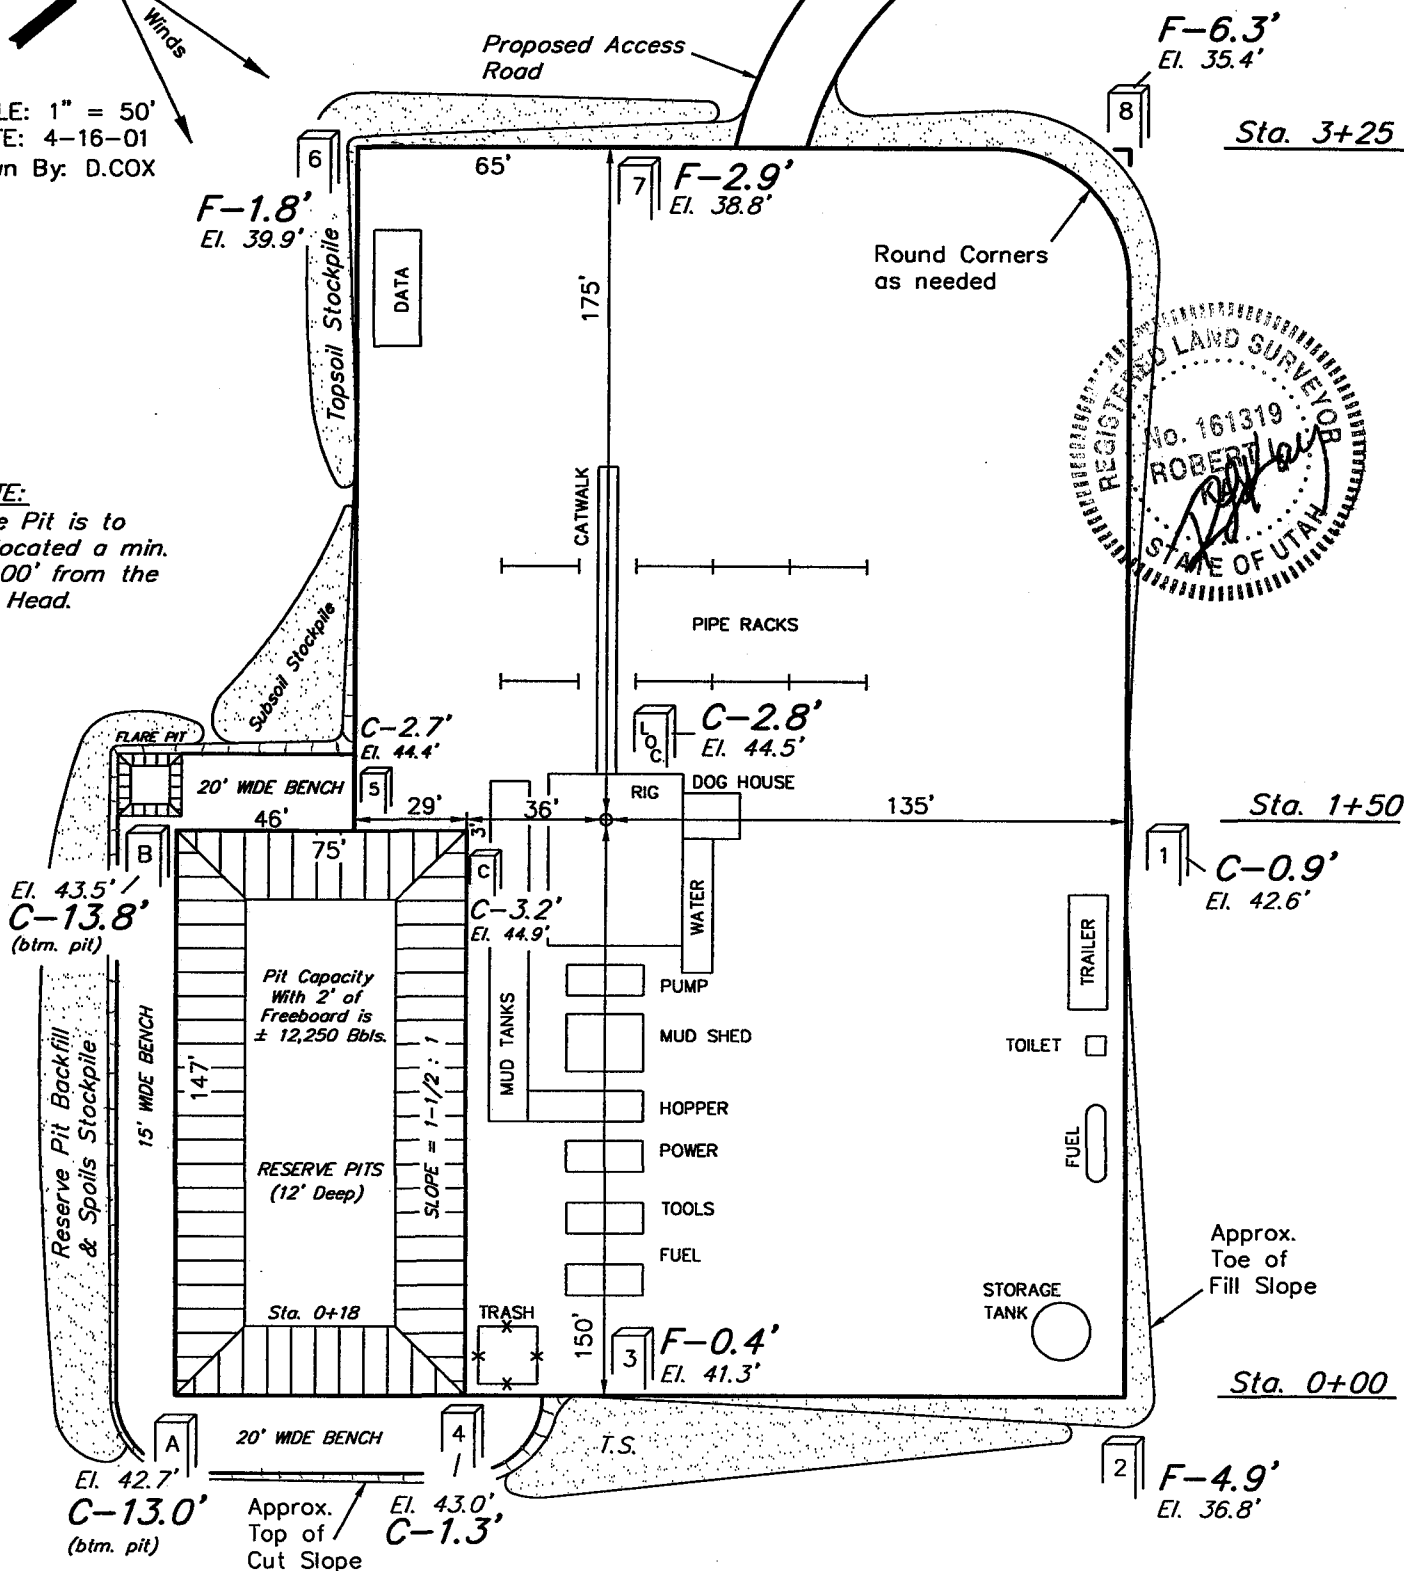 Winds
LE: 1" = 50'
TE: 4-16-01
wn By: D.COX
Proposed Access
Road
F-6.3'
El. 35.4'
8
Sta. 3+25
6
65'
7
F-2.9'
El. 38.8'
F-1.8'
El. 39.9'
Topsoil Stockpile
DATA
175'
Round Corners
as needed
REGISTERED LAND SURVEYOR
No. 161319
ROBERT L.
KAY
STATE OF UTAH
TE:
e Pit is to
located a min.
00' from the
Head.
CATWALK
PIPE RACKS
Subsoil Stockpile
FLARE PIT
C-2.7'
El. 44.4'
5
LOC.
C-2.8'
El. 44.5'
20' WIDE BENCH
RIG
DOG HOUSE
46'
29'
3'
36'
135'
Sta. 1+50
B
75'
C
1
C-0.9'
El. 42.6'
El. 43.5'
C-13.8'
(btm. pit)
C-3.2'
El. 44.9'
WATER
TRAILER
Pit Capacity
With 2' of
Freeboard is
± 12,250 Bbls.
PUMP
MUD TANKS
MUD SHED
TOILET
Reserve Pit Backfill
& Spoils Stockpile
15' WIDE BENCH
147'
SLOPE = 1-1/2 : 1
HOPPER
POWER
FUEL
RESERVE PITS
(12' Deep)
TOOLS
FUEL
Approx.
Toe of
Fill Slope
STORAGE
TANK
Sta. 0+18
TRASH
150'
3
F-0.4'
El. 41.3'
Sta. 0+00
A
20' WIDE BENCH
4
T.S.
2
F-4.9'
El. 36.8'
El. 42.7'
C-13.0'
(btm. pit)
Approx.
Top of
Cut Slope
El. 43.0'
C-1.3'